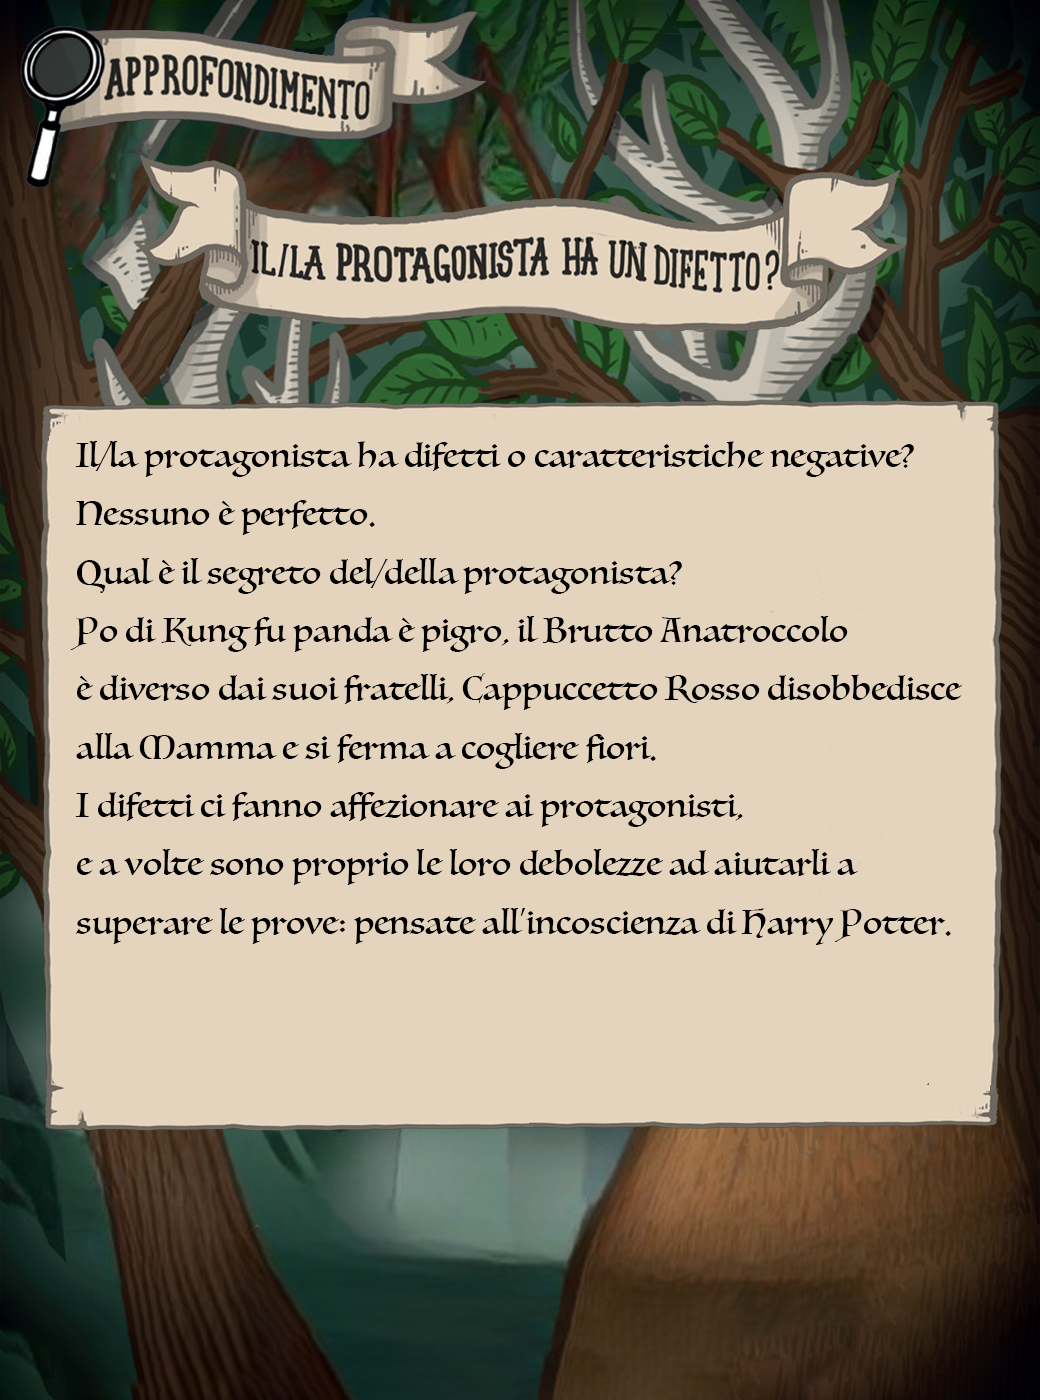 APPROFONDIMENTO
IL/LA PROTAGONISTA HA UN DIFETTO?
Il/la protagonista ha difetti o caratteristiche negative?
Nessuno è perfetto.
Qual è il segreto del/della protagonista?
Po di Kung fu panda è pigro, il Brutto Anatroccolo
è diverso dai suoi fratelli, Cappuccetto Rosso disobbedisce
alla Mamma e si ferma a cogliere fiori.
I difetti ci fanno affezionare ai protagonisti,
e a volte sono proprio le loro debolezze ad aiutarli a
superare le prove: pensate all'incoscienza di Harry Potter.